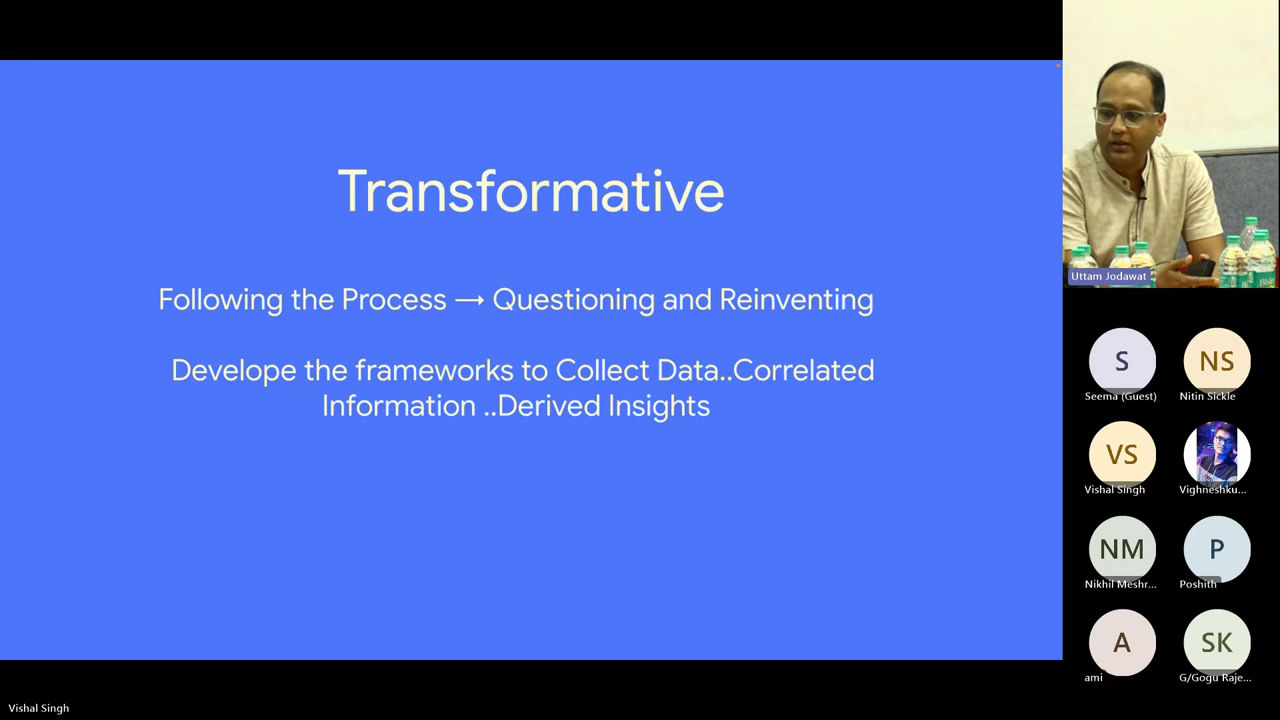 Transformative
Following the Process → Questioning and Reinventing
Develope the frameworks to Collect Data..Correlated
Information ..Derived Insights
Uttam Jodawat
S
Seema (Guest)
NS
Nitin Sickle
VS
Vishal Singh
Vighneshku...
NM
Nikhil Meshr...
P
Poshith
A
ami
SK
G/Gogu Raje...
Vishal Singh